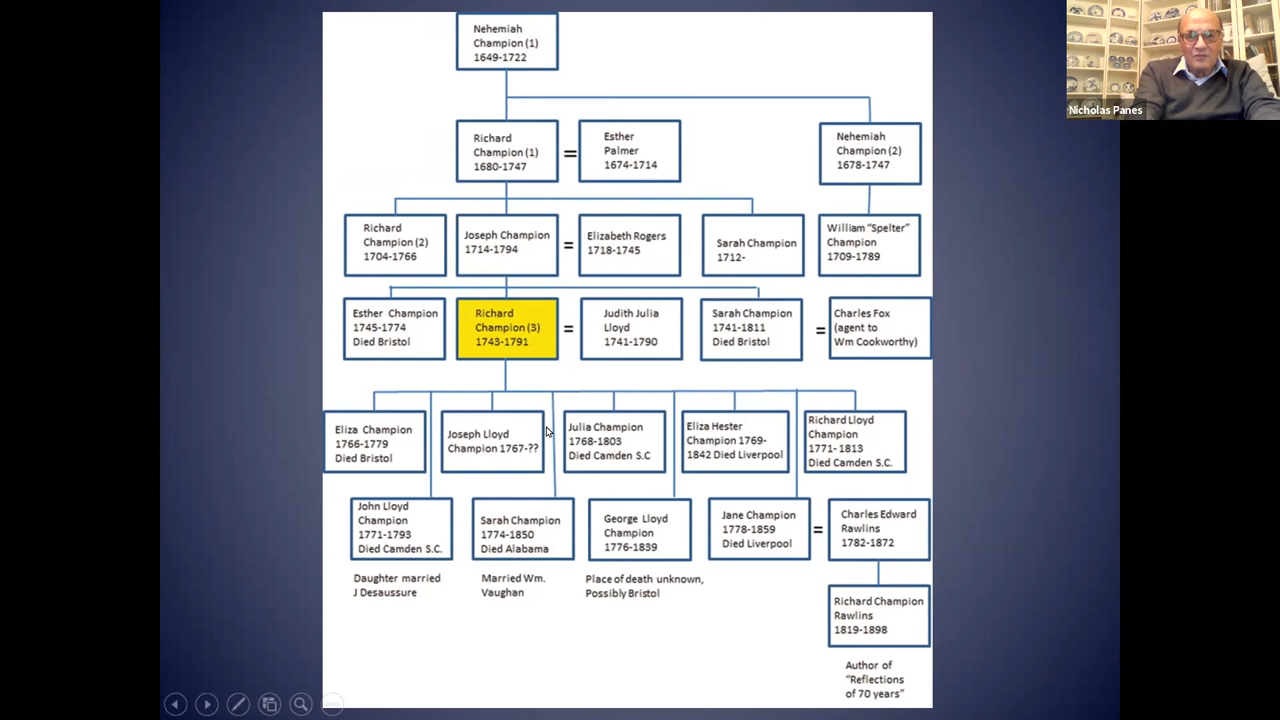 Nehemiah
Champion (1)
1649-1722
Nicholas Panes
Richard
Champion (1)
1680-1747
=
Esther
Palmer
1674-1714
Nehemiah
Champion (2)
1678-1747
Richard
Champion (2)
1704-1766
Joseph Champion
1714-1794
=
Elizabeth Rogers
1718-1745
Sarah Champion
1712-
William “Spelter”
Champion
1709-1789
Esther Champion
1745-1774
Died Bristol
Richard
Champion (3)
1743-1791
=
Judith Julia
Lloyd
1741-1790
Sarah Champion
1741-1811
Died Bristol
=
Charles Fox
(agent to
Wm Cookworthy)
Eliza Champion
1766-1779
Died Bristol
Joseph Lloyd
Champion 1767-??
Julia Champion
1768-1803
Died Camden S.C
Eliza Hester
Champion 1769-
1842 Died Liverpool
Richard Lloyd
Champion
1771- 1813
Died Camden S.C.
John Lloyd
Champion
1771-1793
Died Camden S.C.
Sarah Champion
1774-1850
Died Alabama
George Lloyd
Champion
1776-1839
Jane Champion
1778-1859
Died Liverpool
=
Charles Edward
Rawlins
1782-1872
Daughter married
J Desaussure
Married Wm.
Vaughan
Place of death unknown,
Possibly Bristol
Richard Champion
Rawlins
1819-1898
Author of
“Reflections
of 70 years”